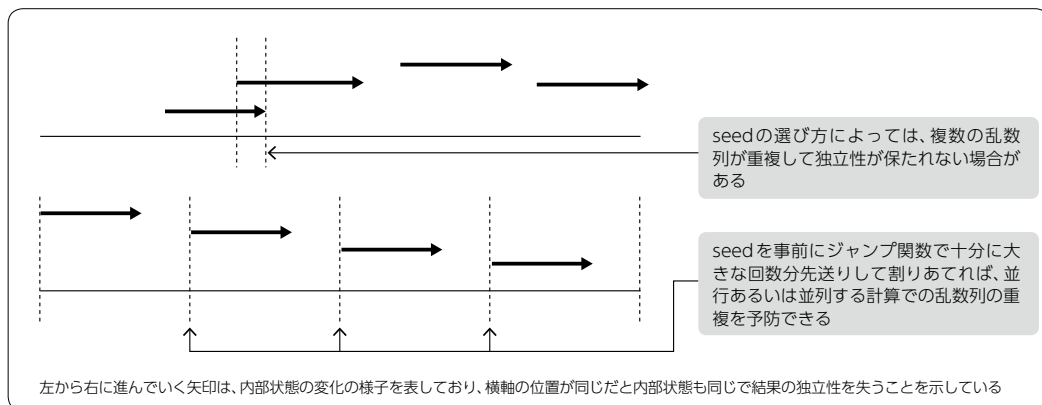 seedの選び方によっては、複数の乱数
列が重複して独立性が保たれない場合が
ある
seedを事前にジャンプ関数で十分に大
きな回数分先送りして割りあてれば、並
行あるいは並列する計算での乱数列の重
複を予防できる
左から右に進んでいく矢印は、内部状態の変化の様子を表しており、横軸の位置が同じだと内部状態も同じで結果の独立性を失うことを示している